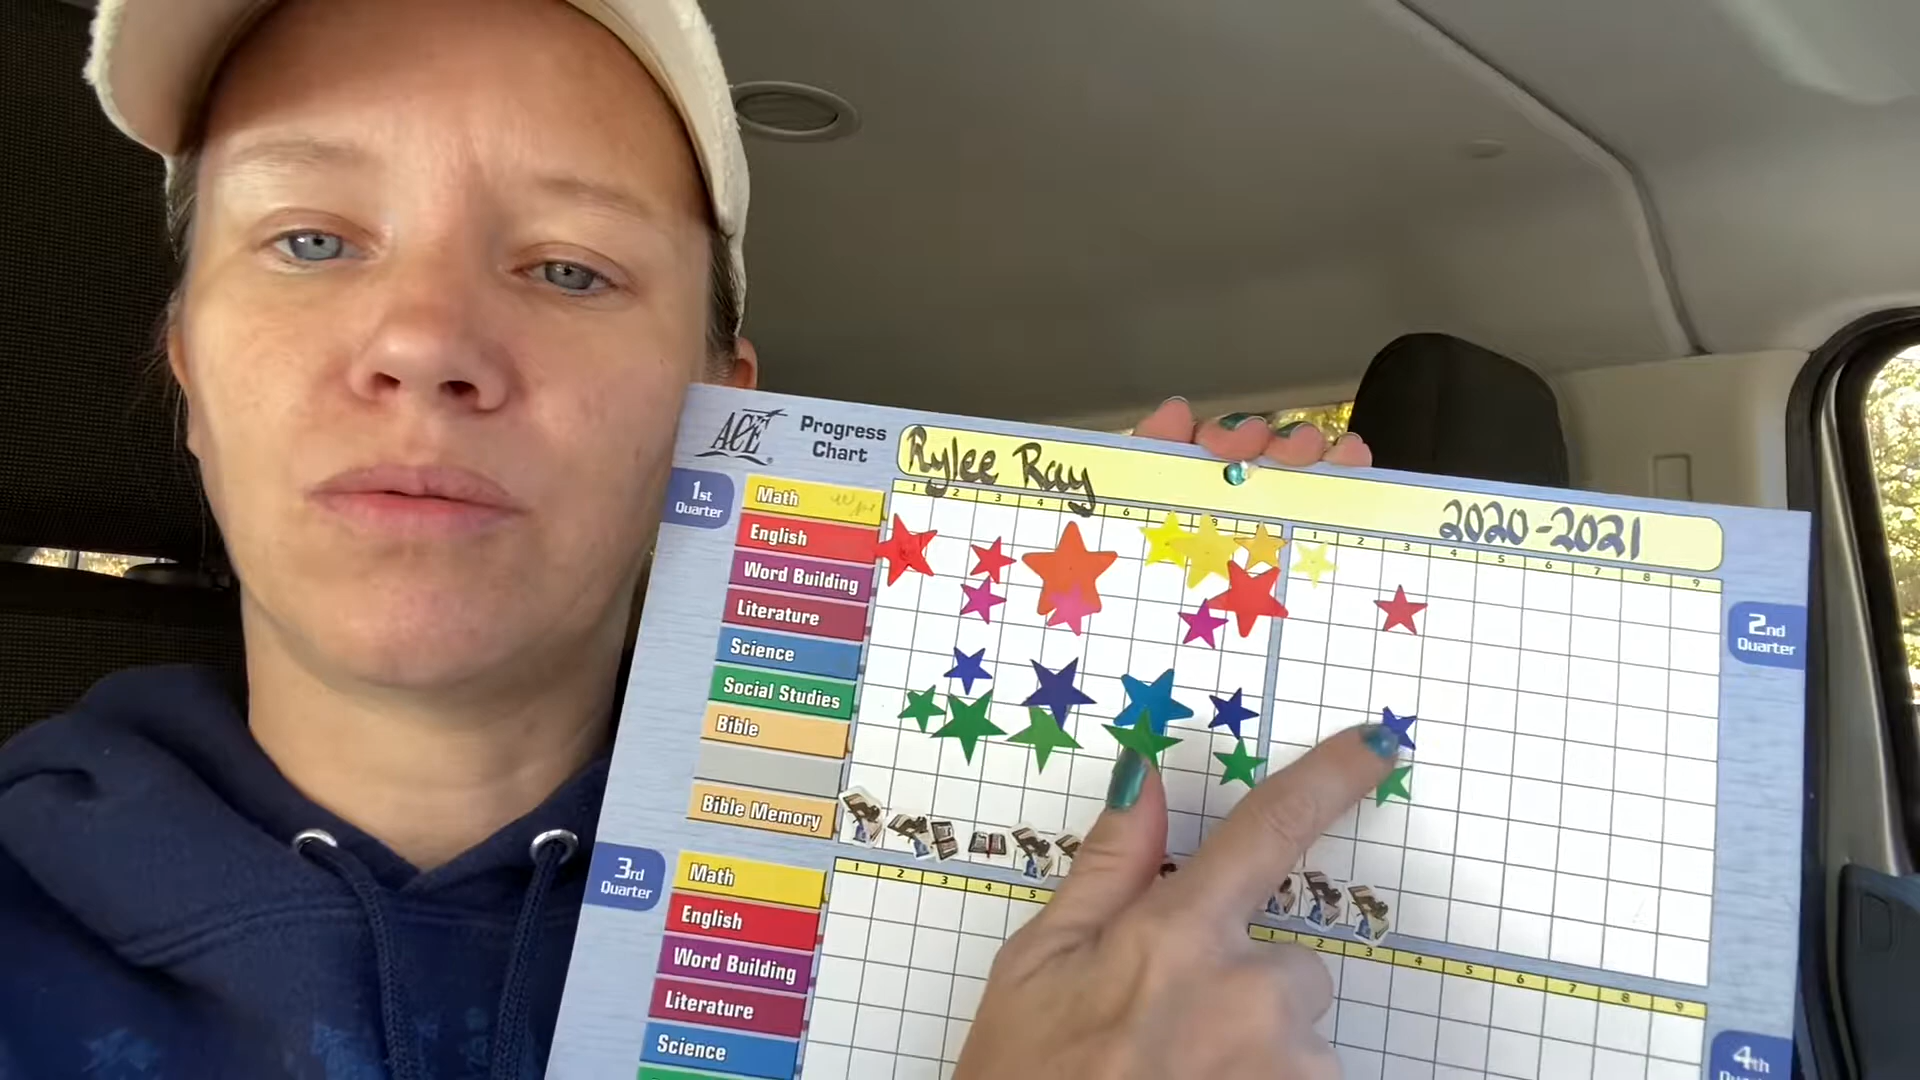 ACE®
Progress
Chart
Rylee Ray
2020-2021
1st
Quarter
1 2 3 4 6
1 2 3 4 5 6 7 8 9
Math
English
Word Building
Literature
Science
Social Studies
Bible
Bible Memory
2nd
Quarter
3rd
Quarter
1 2 3 4 5
1 2 3 4 5 6 7 8 9
Math
English
Word Building
Literature
Science
4th